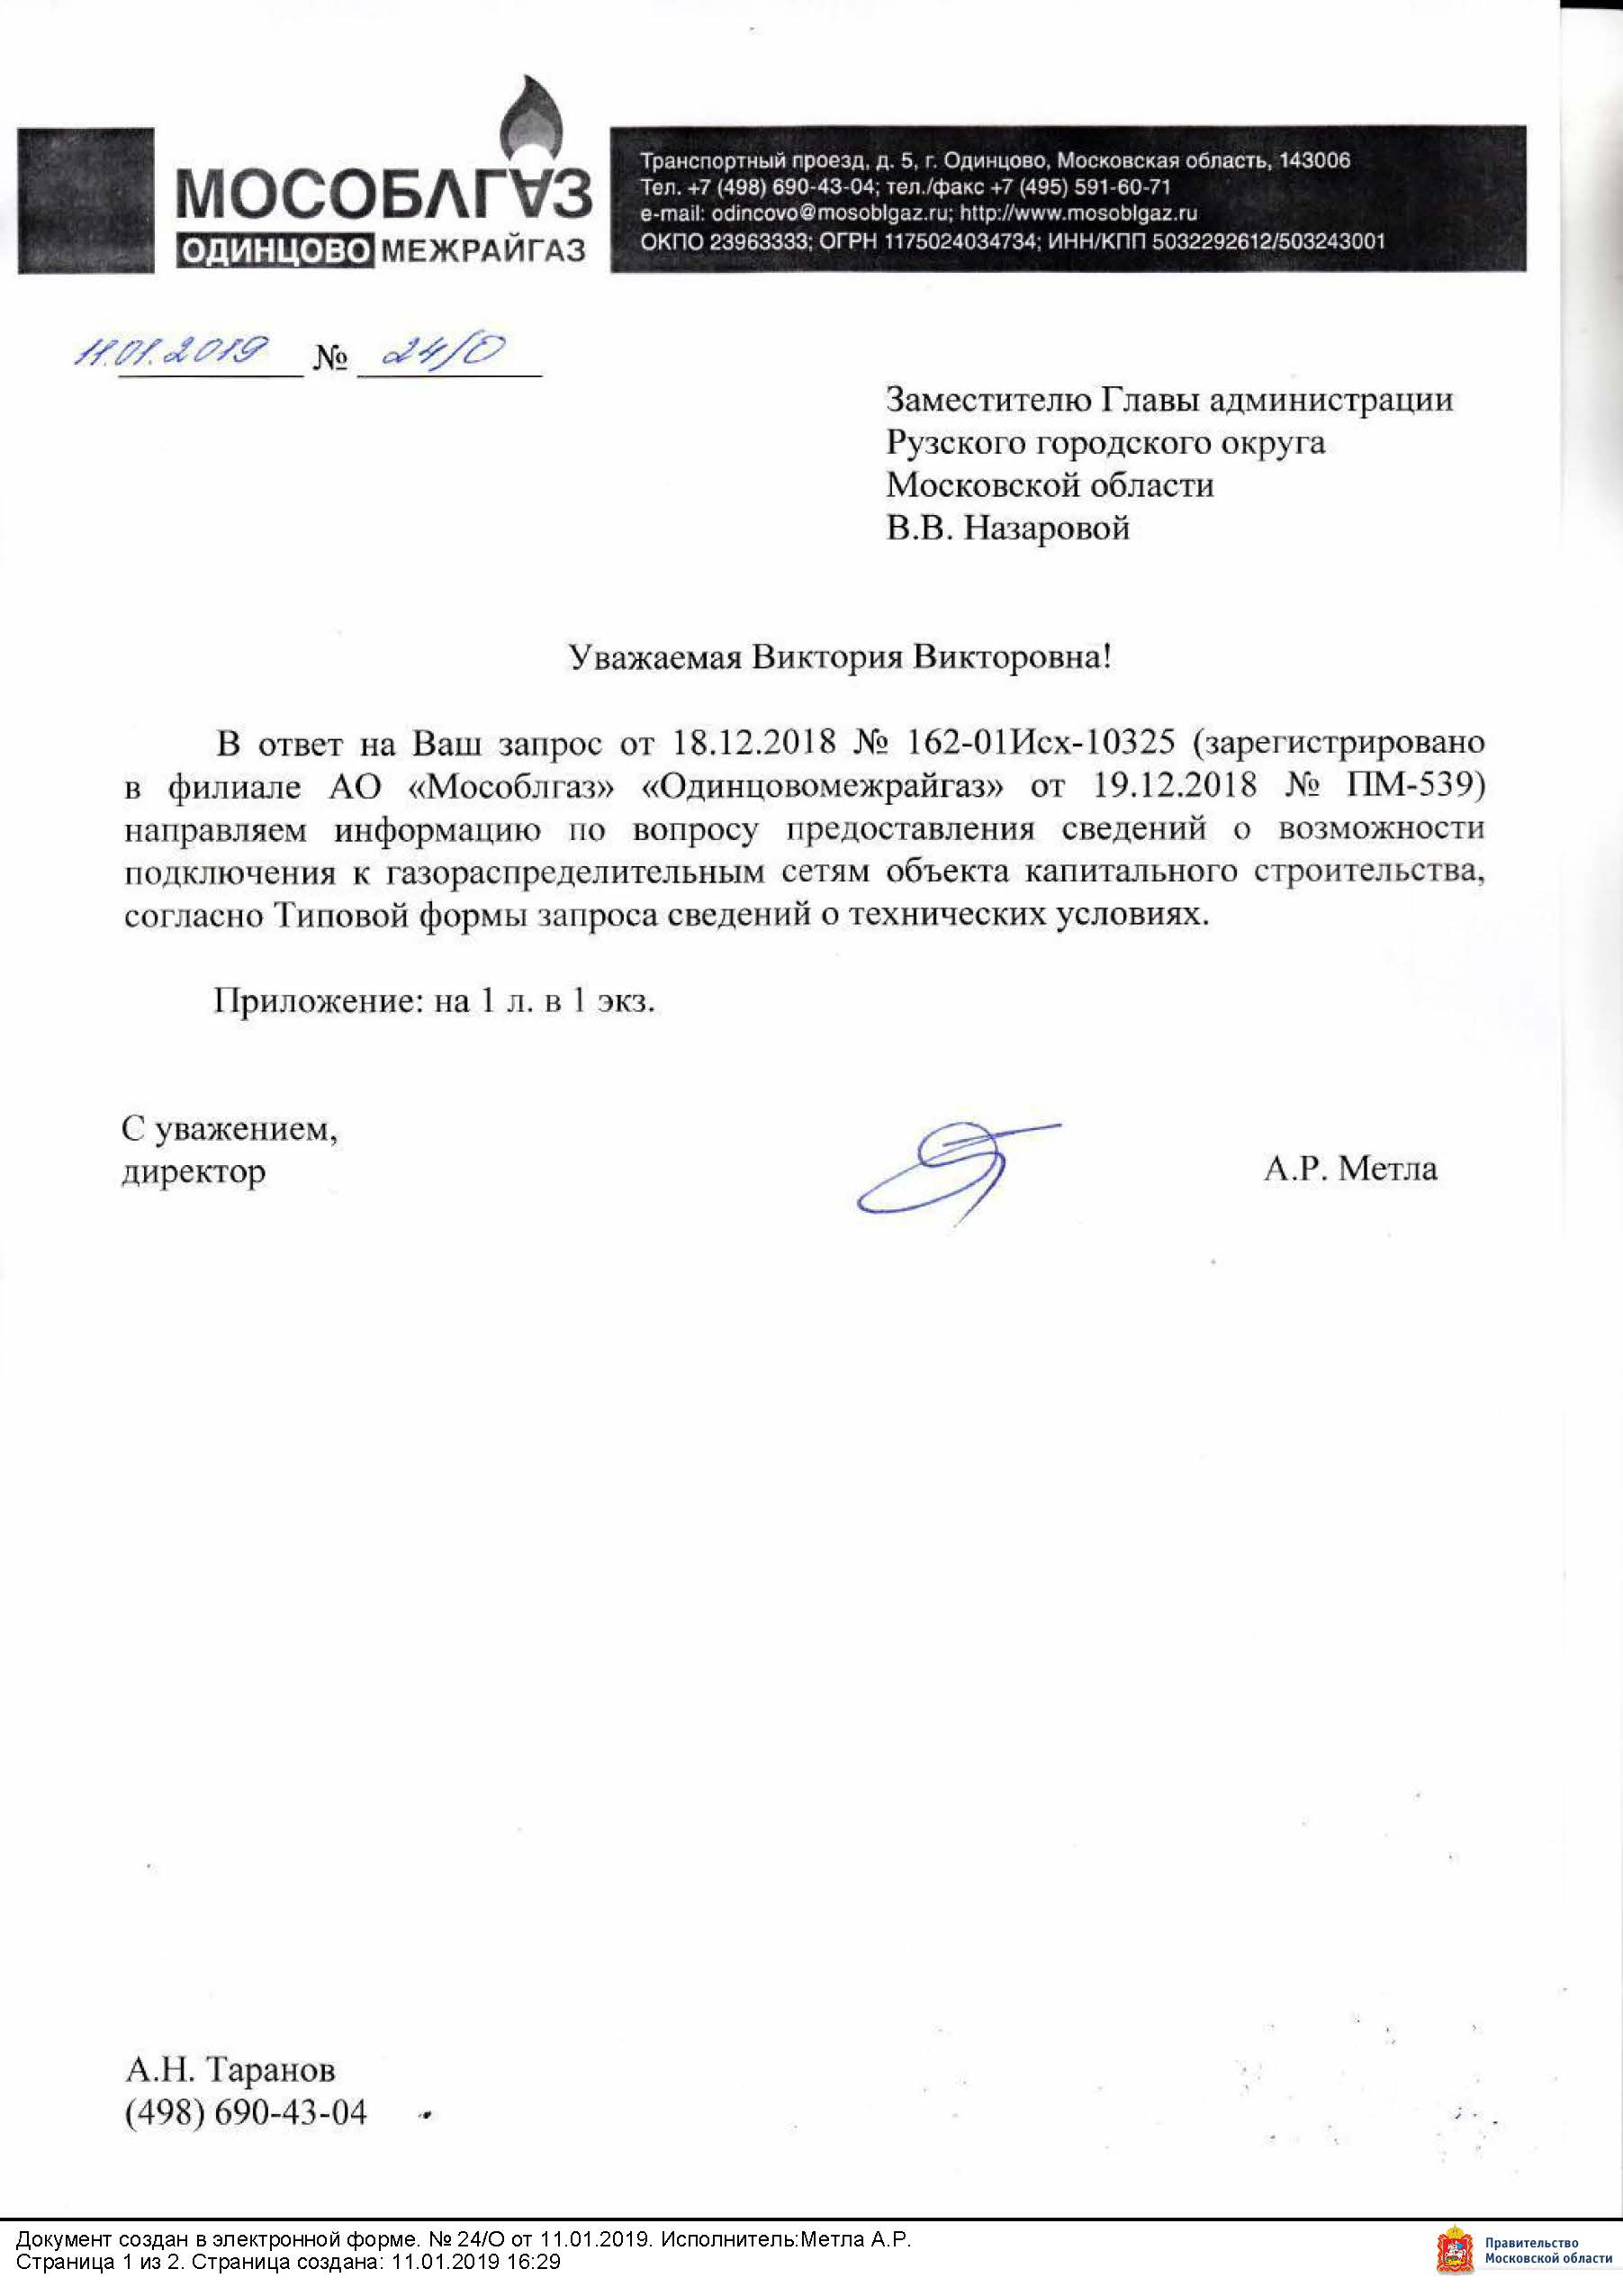 МОСОБЛГАЗ
ОДИНЦОВО МЕЖРАЙГАЗ
Транспортный проезд, д. 5, г. Одинцово, Московская область, 143006
Тел. +7 (498) 690-43-04; тел./факс +7 (495) 591-60-71
e-mail: odincovo@mosoblgaz.ru; http://www.mosoblgaz.ru
ОКПО 23963333; ОГРН 1175024034734; ИНН/КПП 5032292612/503243001
11.01.2019 № 24/О
Заместителю Главы администрации
Рузского городского округа
Московской области
В.В. Назаровой
Уважаемая Виктория Викторовна!
В ответ на Ваш запрос от 18.12.2018 № 162-01Исх-10325 (зарегистрировано
в филиале АО «Мособлгаз» «Одинцовомежрайгаз» от 19.12.2018 № ПМ-539)
направляем информацию по вопросу предоставления сведений о возможности
подключения к газораспределительным сетям объекта капитального строительства,
согласно Типовой формы запроса сведений о технических условиях.
Приложение: на 1 л. в 1 экз.
С уважением,
директор
А.Р. Метла
А.Н. Таранов
(498) 690-43-04
Документ создан в электронной форме. № 24/О от 11.01.2019. Исполнитель:Метла А.Р.
Страница 1 из 2. Страница создана: 11.01.2019 16:29
Правительство
Московской области